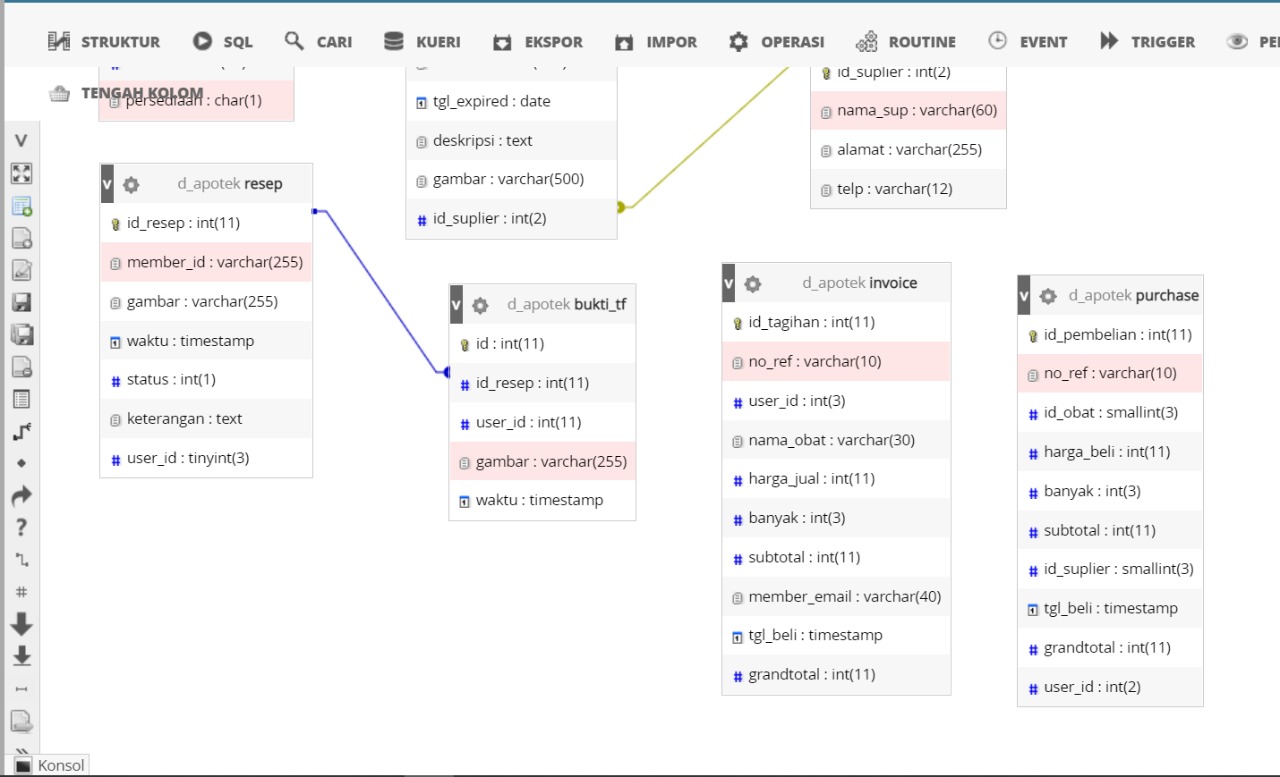 STRUKTUR SQL CARI KUERI EKSPOR IMPOR OPERASI ROUTINE EVENT TRIGGER
TENGAH KOLOM
persediaan : char(1)
tgl_expired : date
deskripsi : text
gambar : varchar(500)
# id_suplier : int(2)
id_suplier : int(2)
nama_sup : varchar(60)
alamat : varchar(255)
telp : varchar(12)
v d_apotek resep
id_resep : int(11)
member_id : varchar(255)
gambar : varchar(255)
waktu : timestamp
# status : int(1)
keterangan : text
# user_id : tinyint(3)
v d_apotek bukti_tf
id : int(11)
# id_resep : int(11)
# user_id : int(11)
gambar : varchar(255)
waktu : timestamp
v d_apotek invoice
id_tagihan : int(11)
no_ref : varchar(10)
# user_id : int(3)
nama_obat : varchar(30)
# harga_jual : int(11)
# banyak : int(3)
# subtotal : int(11)
member_email : varchar(40)
tgl_beli : timestamp
# grandtotal : int(11)
v d_apotek purchase
id_pembelian : int(11)
no_ref : varchar(10)
# id_obat : smallint(3)
# harga_beli : int(11)
# banyak : int(3)
# subtotal : int(11)
# id_suplier : smallint(3)
tgl_beli : timestamp
# grandtotal : int(11)
# user_id : int(2)
V
?
#
Konsol